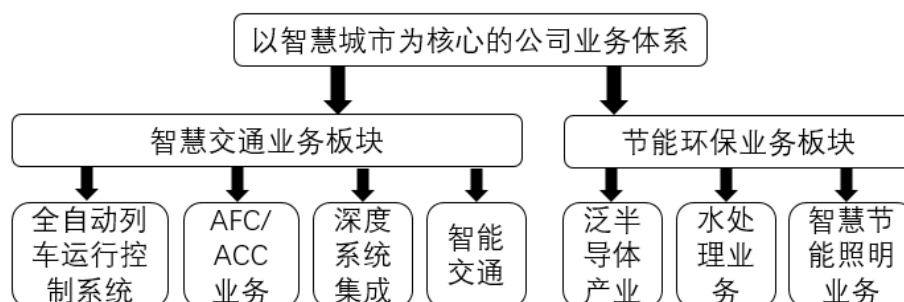 以智慧城市为核心的公司业务体系
智慧交通业务板块
节能环保业务板块
全自动列
车运行控
制系统
AFC/
ACC
业务
深度
系统
集成
智能
交通
泛半
导体
产业
水处
理业
务
智慧节
能照明
业务